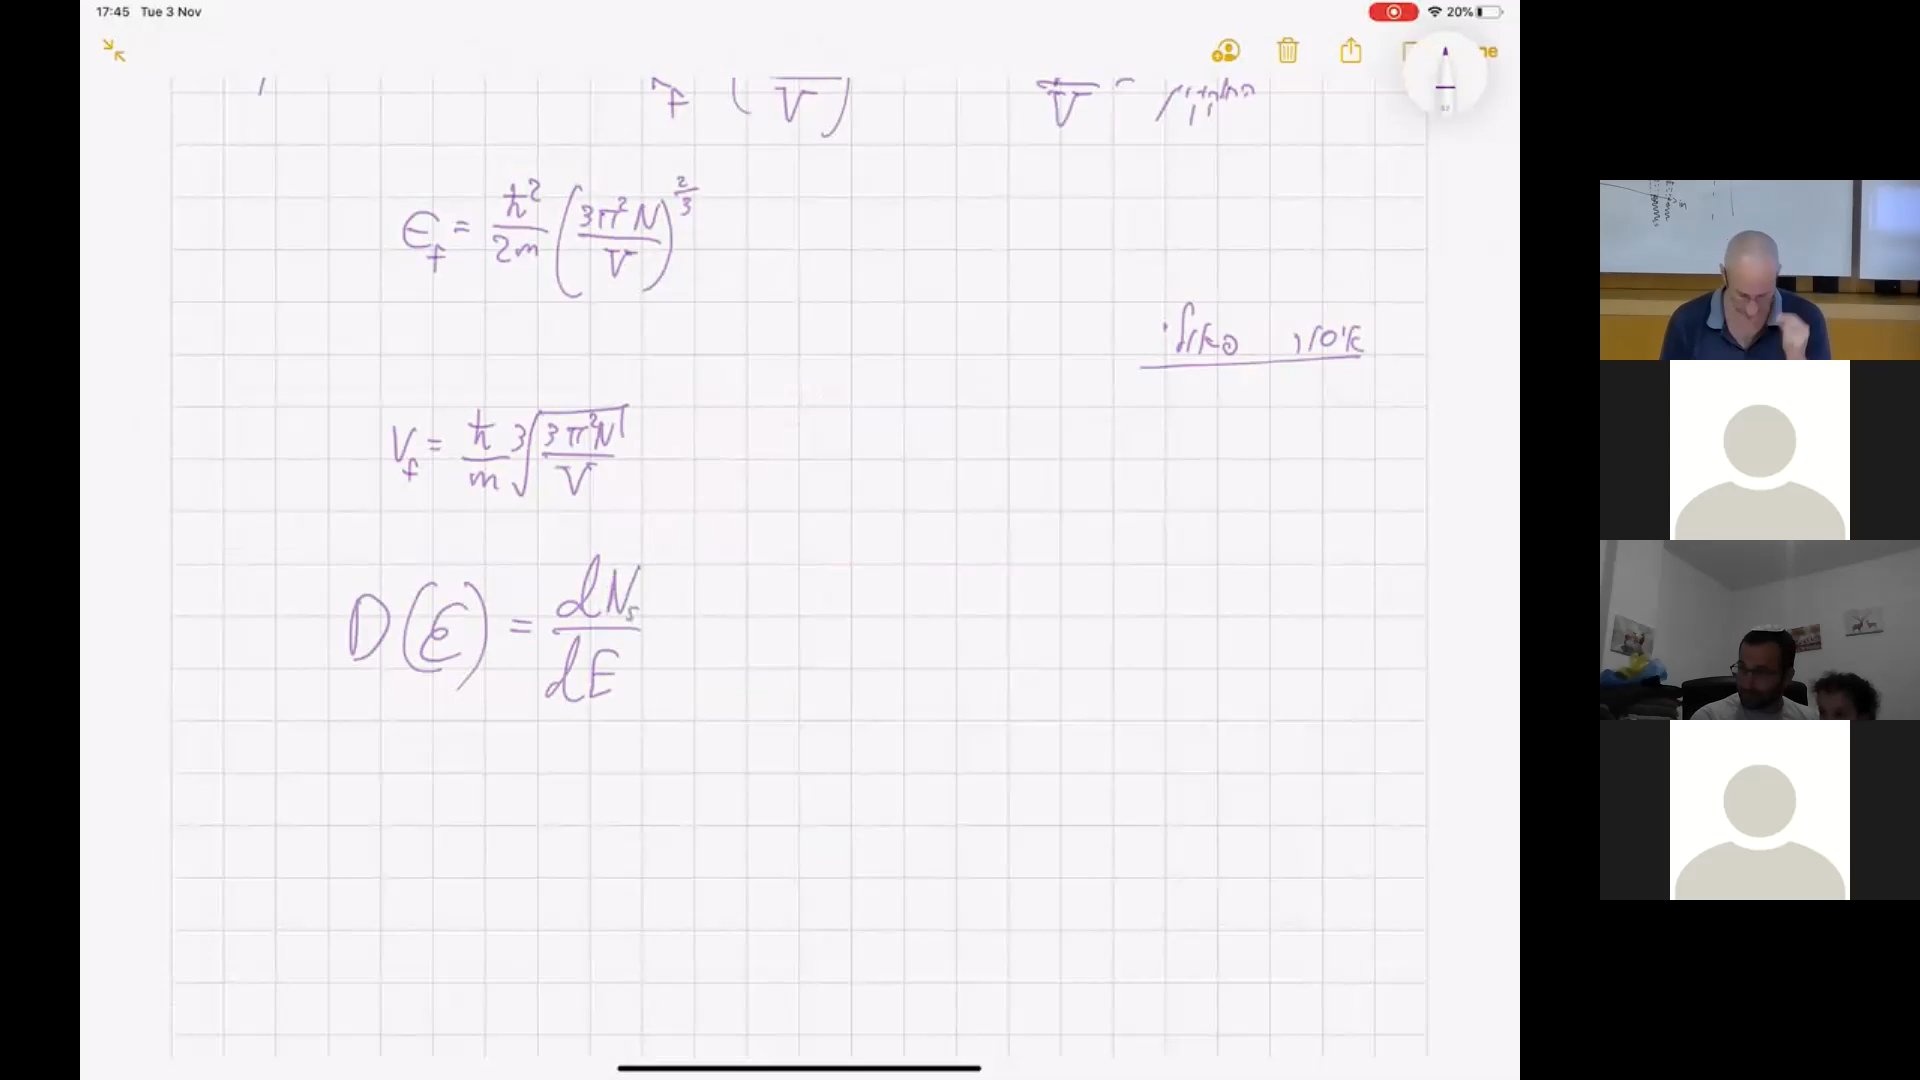 17:45 Tue 3 Nov 20%
V V
ϵ_f = ħ²/2m (3π²N/V)^(2/3)
V_f = ħ/m ∛(3π²N/V)
D(ε) = dN_s/dE